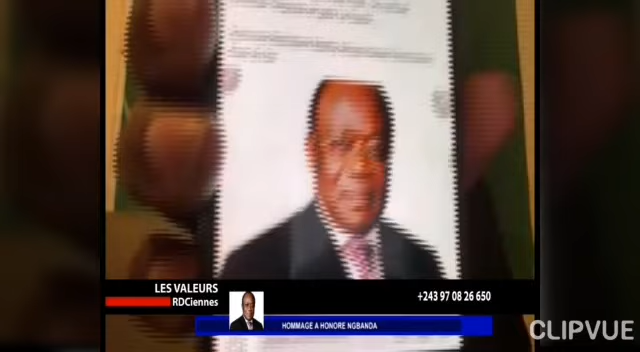 LES VALEURS
RDCiennes
+243 97 08 26 650
HOMMAGE A HONORE NGBANDA
CLIPVUE